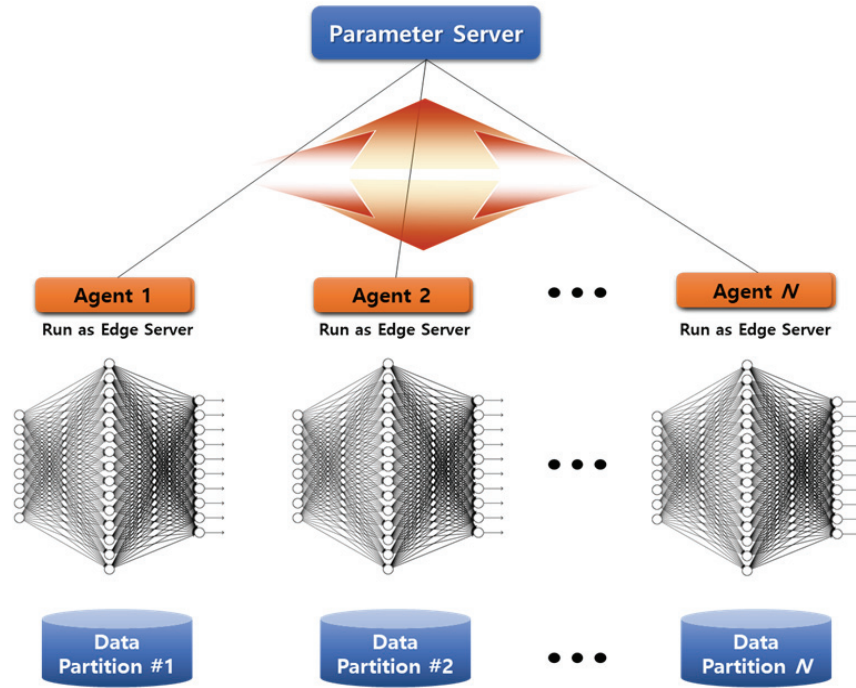 Parameter Server
Agent 1
Agent 2
Agent N
Run as Edge Server
Run as Edge Server
Run as Edge Server
Data
Partition #1
Data
Partition #2
Data
Partition N